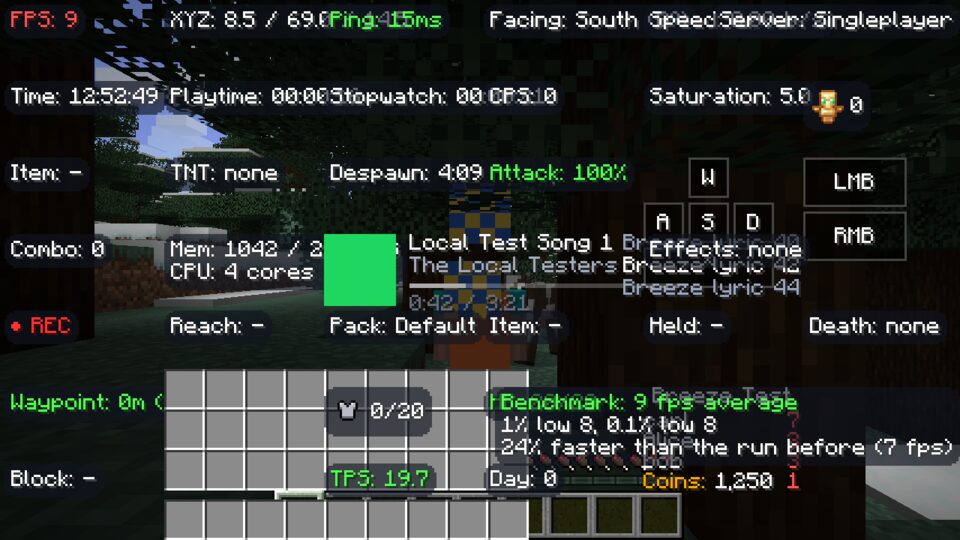 FPS: 9
XYZ: 8.5 / 69.0
Ping: 15ms
Facing: South
Speed
Server: Singleplayer
Time: 12:52:49
Playtime: 00:00
Stopwatch: 00:
CPS: 0
Saturation: 5.0
0
Item: -
TNT: none
Despawn: 4:09
Attack: 100%
W
LMB
A S D
RMB
Combo: 0
Mem: 1042 / 2
CPU: 4 cores
Local Test Song 1
The Local Testers
0:42 / 3:21
Breeze lyric
Effects: none
Breeze lyric 42
Breeze lyric 44
REC
Reach: -
Pack: Default
Item: -
Held: -
Death: none
Waypoint: 0m (
0/20
Breeze Test
Benchmark: 9 fps average
1% low 8, 0.1% low 8
24% faster than the run before (7 fps)
Block: -
TPS: 19.7
Day: 0
Coins: 1,250
1